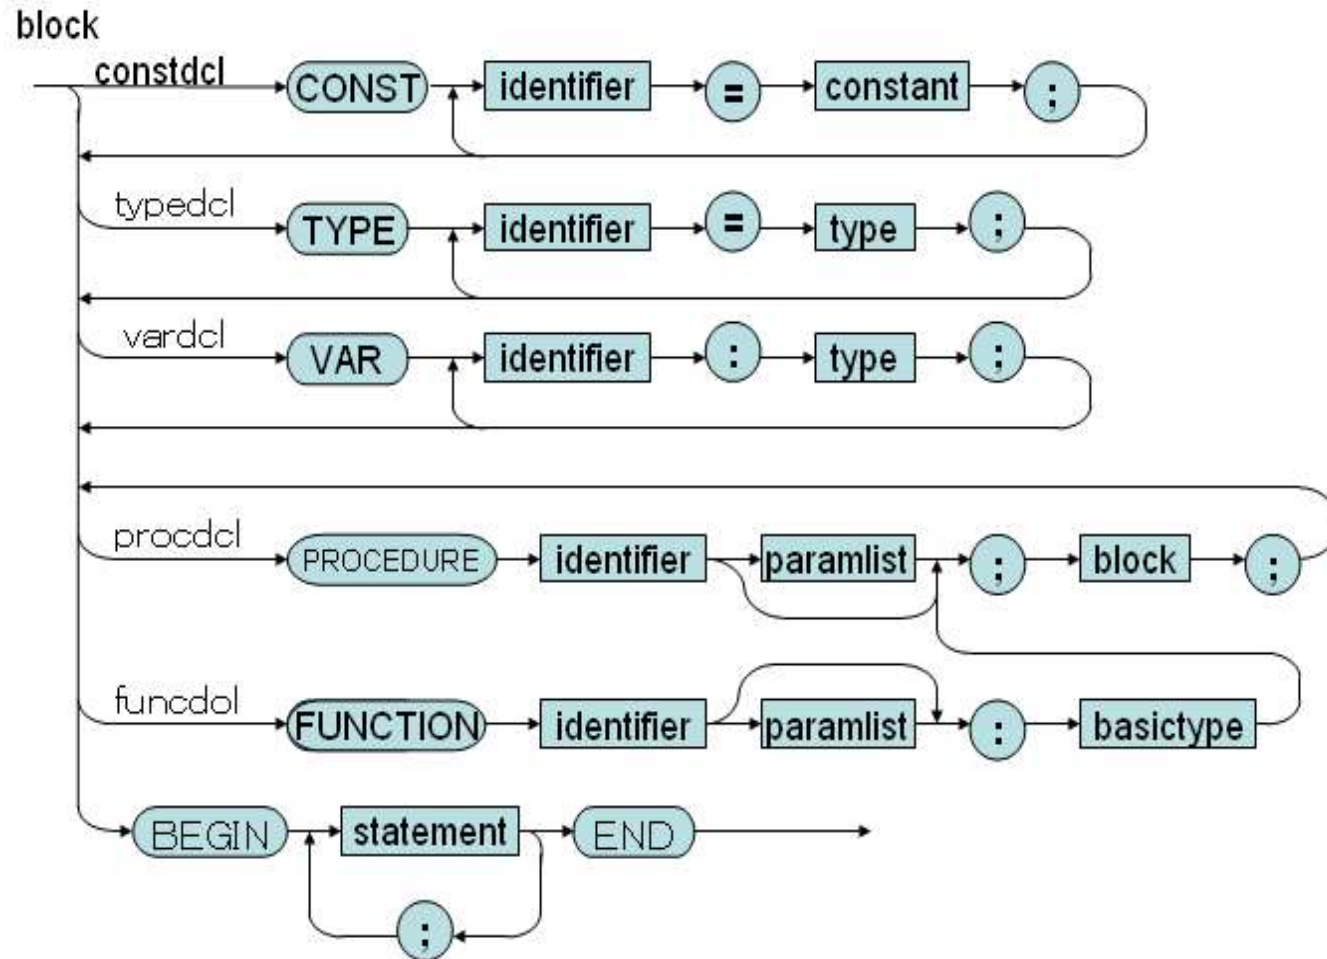 block
constdcl CONST identifier = constant ;
typedcl TYPE identifier = type ;
vardcl VAR identifier : type ;
procdcl PROCEDURE identifier paramlist ; block ;
funcdol FUNCTION identifier paramlist : basictype
BEGIN statement END
;